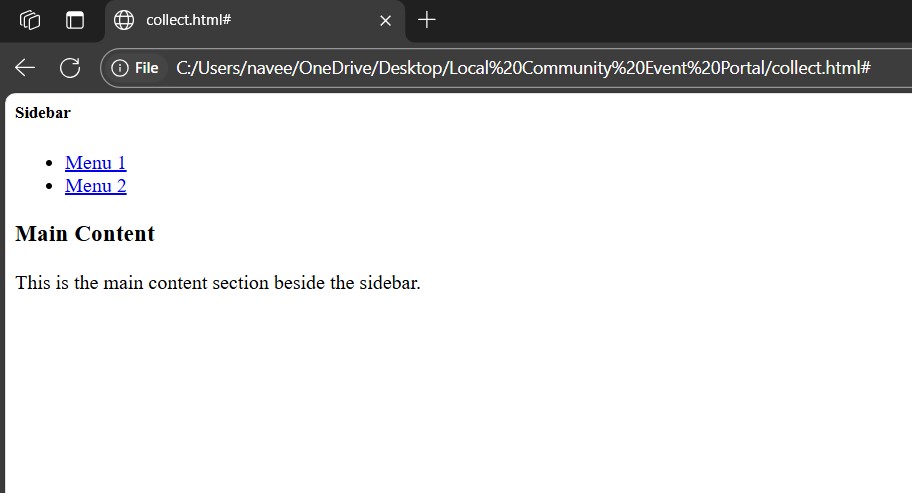 collect.html#
File C:/Users/navee/OneDrive/Desktop/Local%20Community%20Event%20Portal/collect.html#
Sidebar
Menu 1
Menu 2
Main Content
This is the main content section beside the sidebar.